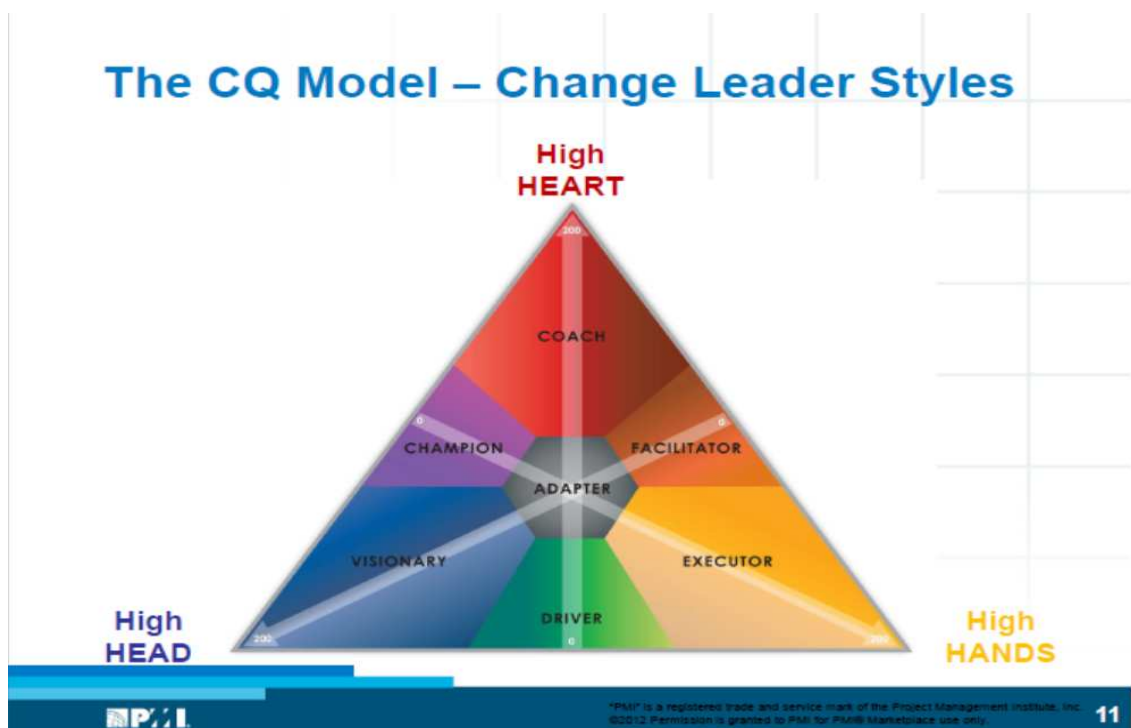 The CQ Model – Change Leader Styles
High
HEART
200
COACH
0
0
CHAMPION
FACILITATOR
ADAPTER
VISIONARY
EXECUTOR
DRIVER
High
HEAD
200
0
200
High
HANDS
PMI
"PMI" is a registered trade and service mark of the Project Management Institute, Inc.
©2012 Permission is granted to PMI for PMI® Marketplace use only.
11